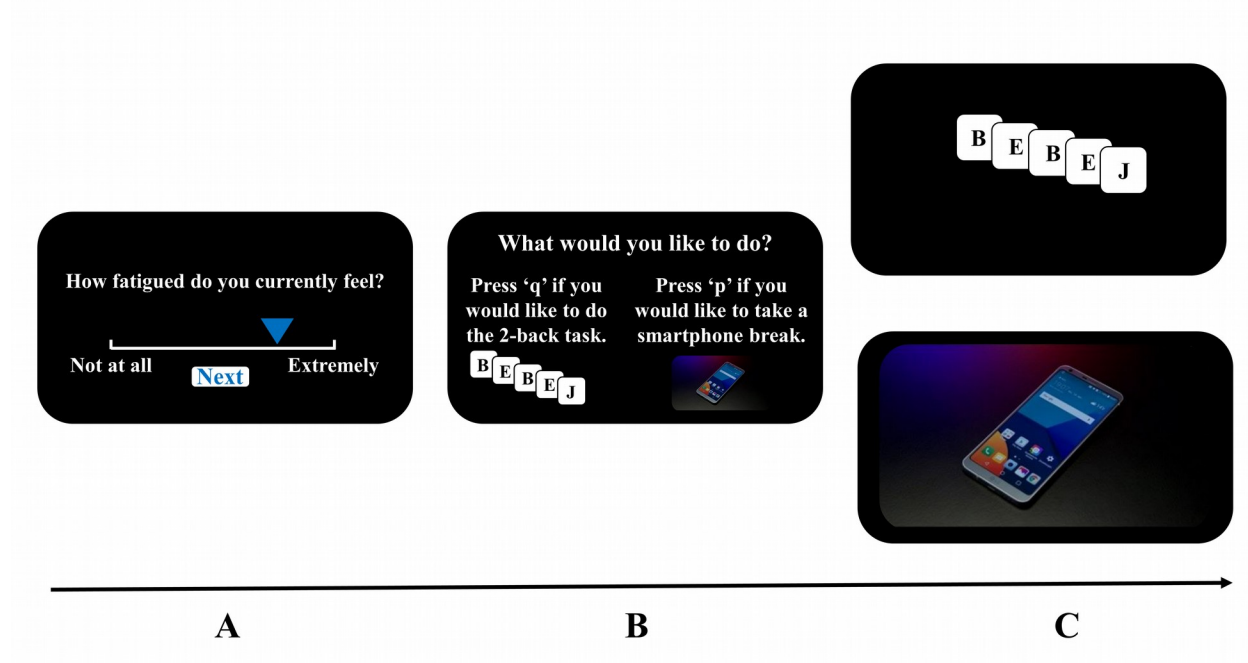 How fatigued do you currently feel?
Not at all
Extremely
Next
What would you like to do?
Press ‘q’ if you
would like to do
the 2-back task.
B E B E J
Press ‘p’ if you
would like to take a
smartphone break.
B E B E J
A
B
C